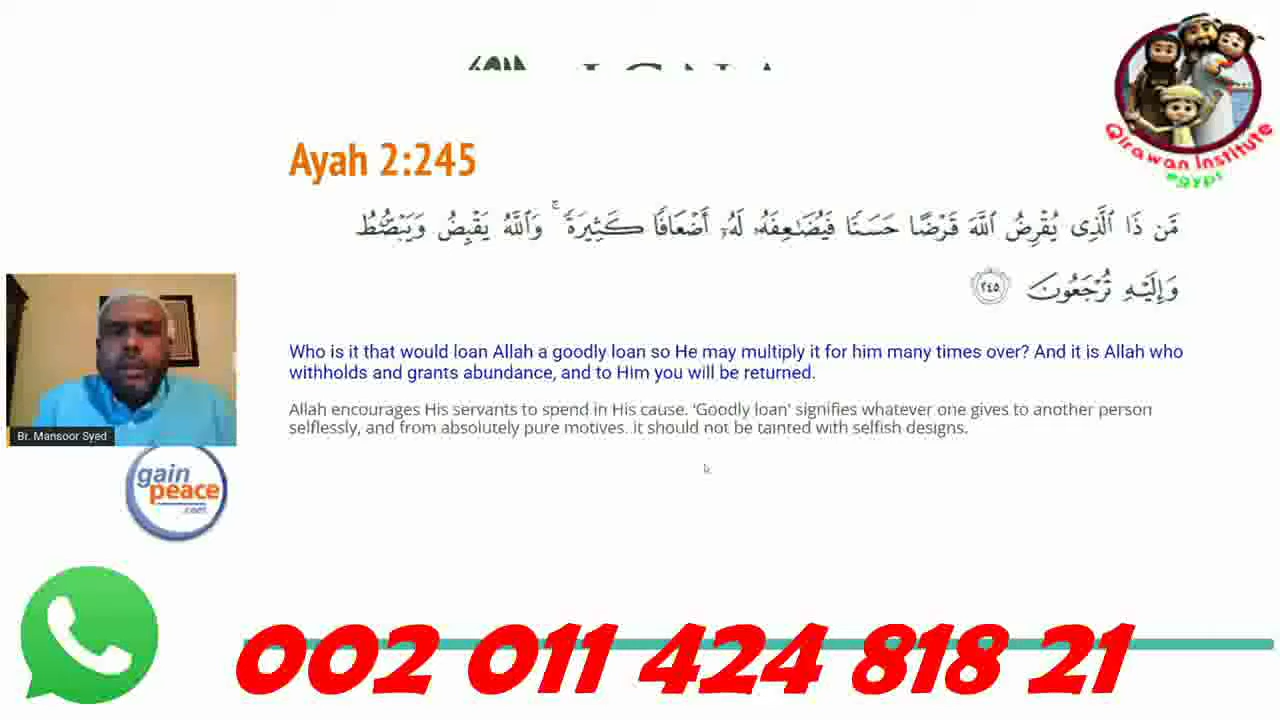 ICNA
Qirawan Institute
egypt
Ayah 2:245
مَّن ذَا ٱلَّذِى يُقْرِضُ ٱللَّهَ قَرْضًا حَسَنًا فَيُضَـٰعِفَهُۥ لَهُۥٓ أَضْعَافًا كَثِيرَةً ۚ وَٱللَّهُ يَقْبِضُ وَيَبْصُۜطُ
وَإِلَيْهِ تُرْجَعُونَ ٢٤٥
Who is it that would loan Allah a goodly loan so He may multiply it for him many times over? And it is Allah who
withholds and grants abundance, and to Him you will be returned.
Allah encourages His servants to spend in His cause. ‘Goodly loan’ signifies whatever one gives to another person
selflessly, and from absolutely pure motives. it should not be tainted with selfish designs.
Br. Mansoor Syed
gain
peace
.com
002 011 424 818 21